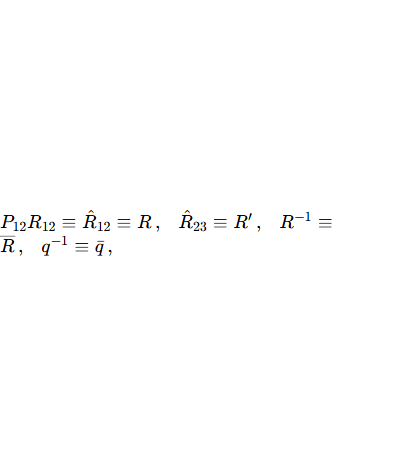 $P_{12}R_{12} \equiv \hat{R}_{12} \equiv R\,, \quad \hat{R}_{23} \equiv R'\,, \quad R^{-1} \equiv$
$\overline{R}\,, \quad q^{-1} \equiv \bar{q}\,,$